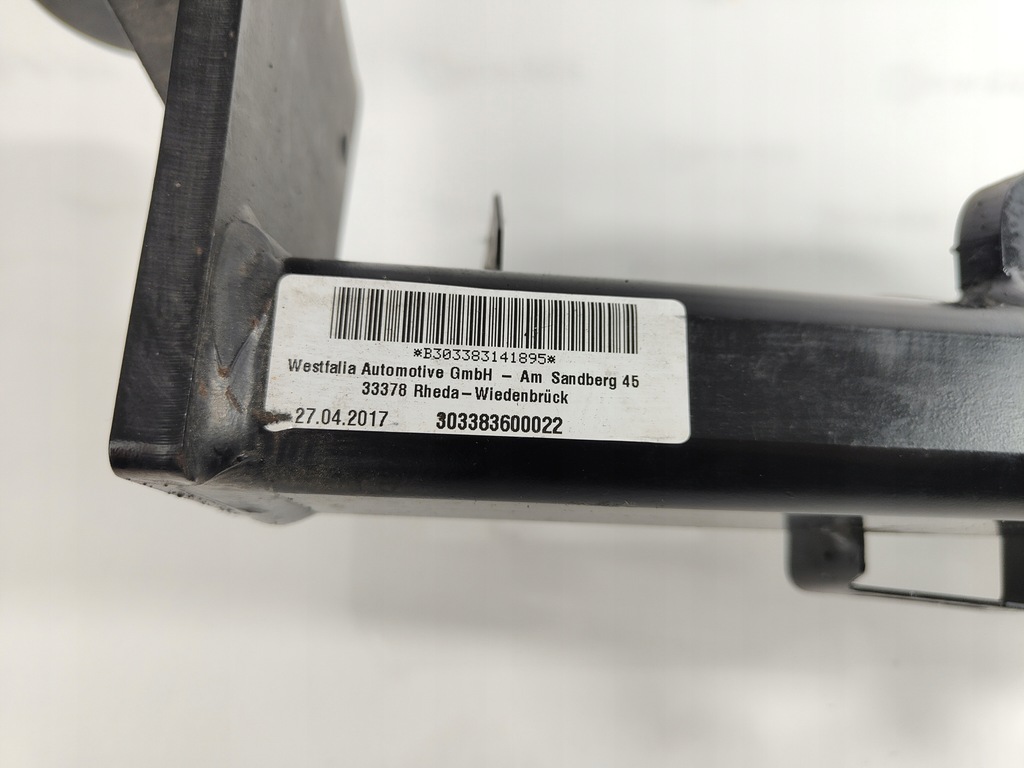 *B303383141895*
Westfalia Automotive GmbH - Am Sandberg 45
33378 Rheda-Wiedenbrück
27.04.2017 303383600022